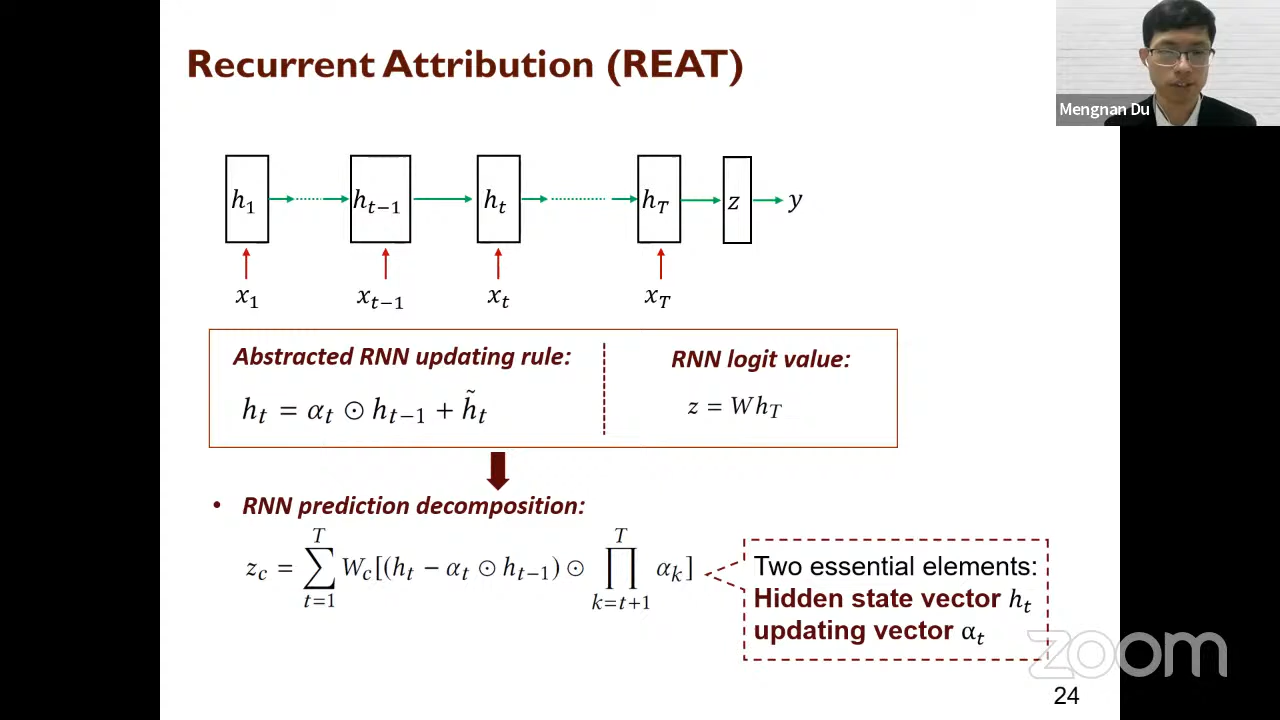 Recurrent Attribution (REAT)
Mengnan Du
h₁ h_{t−1} h_t h_T z y
x₁ x_{t−1} x_t x_T
Abstracted RNN updating rule:
RNN logit value:
h_t = α_t ⊙ h_{t−1} + h̃_t
z = Wh_T
• RNN prediction decomposition:
z_c = ∑_{t=1}^{T} W_c[(h_t − α_t ⊙ h_{t−1}) ⊙ ∏_{k=t+1}^{T} α_k]
Two essential elements:
Hidden state vector h_t
updating vector α_t
zoom
24